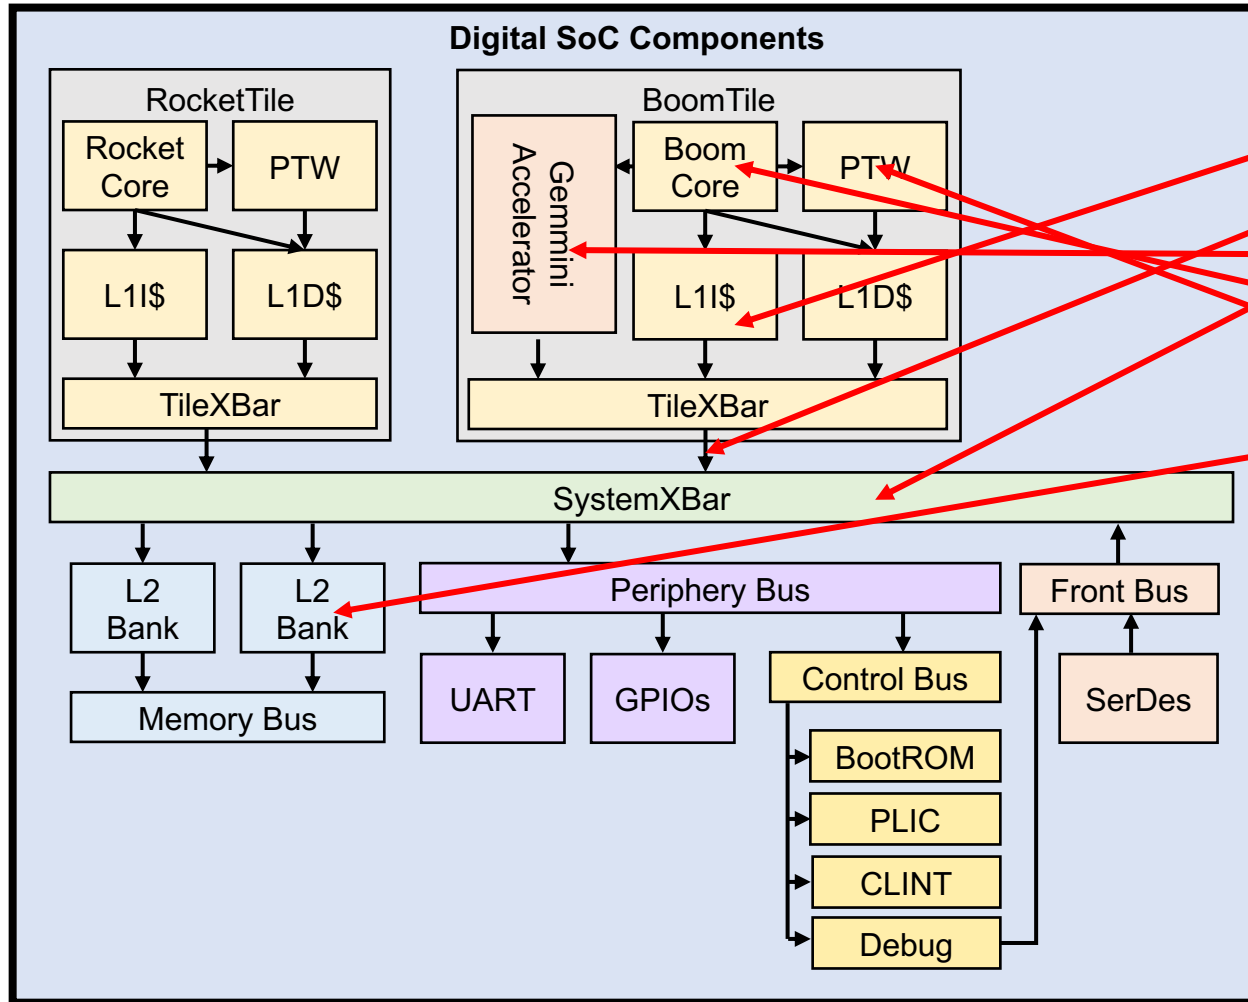 Digital SoC Components
RocketTile
Rocket
Core
PTW
L1I$
L1D$
TileXBar
BoomTile
Gemmini
Accelerator
Boom
Core
PTW
L1I$
L1D$
TileXBar
SystemXBar
L2
Bank
L2
Bank
Memory Bus
Periphery Bus
UART
GPIOs
Control Bus
BootROM
PLIC
CLINT
Debug
Front Bus
SerDes